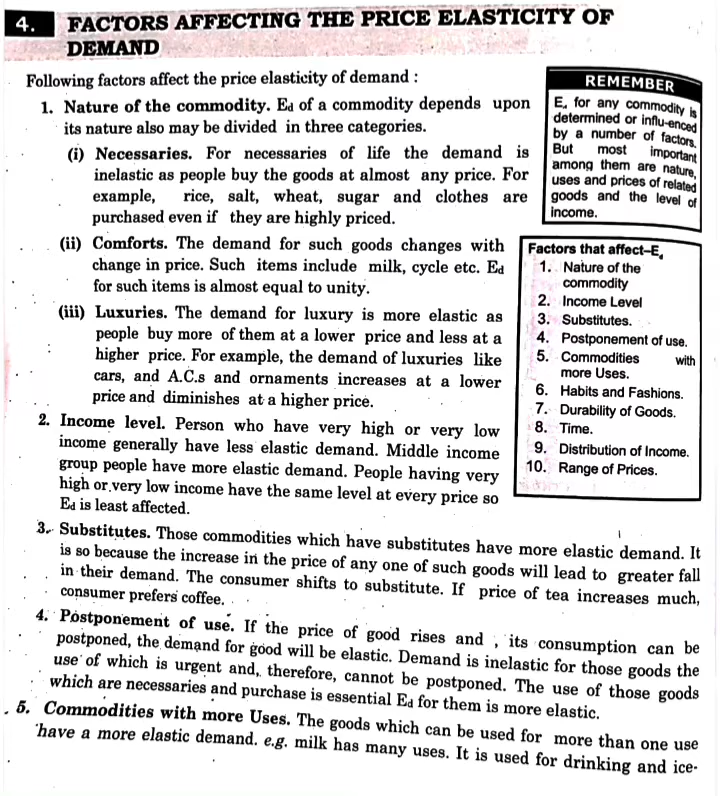 4. FACTORS AFFECTING THE PRICE ELASTICITY OF
DEMAND
Following factors affect the price elasticity of demand :
1. Nature of the commodity. Ed of a commodity depends upon
its nature also may be divided in three categories.
(i) Necessaries. For necessaries of life the demand is
inelastic as people buy the goods at almost any price. For
example, rice, salt, wheat, sugar and clothes are
purchased even if they are highly priced.
(ii) Comforts. The demand for such goods changes with
change in price. Such items include milk, cycle etc. Ed
for such items is almost equal to unity.
(iii) Luxuries. The demand for luxury is more elastic as
people buy more of them at a lower price and less at a
higher price. For example, the demand of luxuries like
cars, and A.C.s and ornaments increases at a lower
price and diminishes at a higher price.
2. Income level. Person who have very high or very low
income generally have less elastic demand. Middle income
group people have more elastic demand. People having very
high or very low income have the same level at every price so
Ed is least affected.
REMEMBER
Ed for any commodity is
determined or influ-enced
by a number of factors.
But most important
among them are nature,
uses and prices of related
goods and the level of
income.
Factors that affect–Ed
1. Nature of the
commodity
2. Income Level
3. Substitutes.
4. Postponement of use.
5. Commodities with
more Uses.
6. Habits and Fashions.
7. Durability of Goods.
8. Time.
9. Distribution of Income.
10. Range of Prices.
3. Substitutes. Those commodities which have substitutes have more elastic demand. It
is so because the increase in the price of any one of such goods will lead to greater fall
in their demand. The consumer shifts to substitute. If price of tea increases much,
consumer prefers coffee.
4. Postponement of use. If the price of good rises and , its consumption can be
postponed, the demand for good will be elastic. Demand is inelastic for those goods the
use of which is urgent and, therefore, cannot be postponed. The use of those goods
which are necessaries and purchase is essential Ed for them is more elastic.
5. Commodities with more Uses. The goods which can be used for more than one use
have a more elastic demand. e.g. milk has many uses. It is used for drinking and ice-